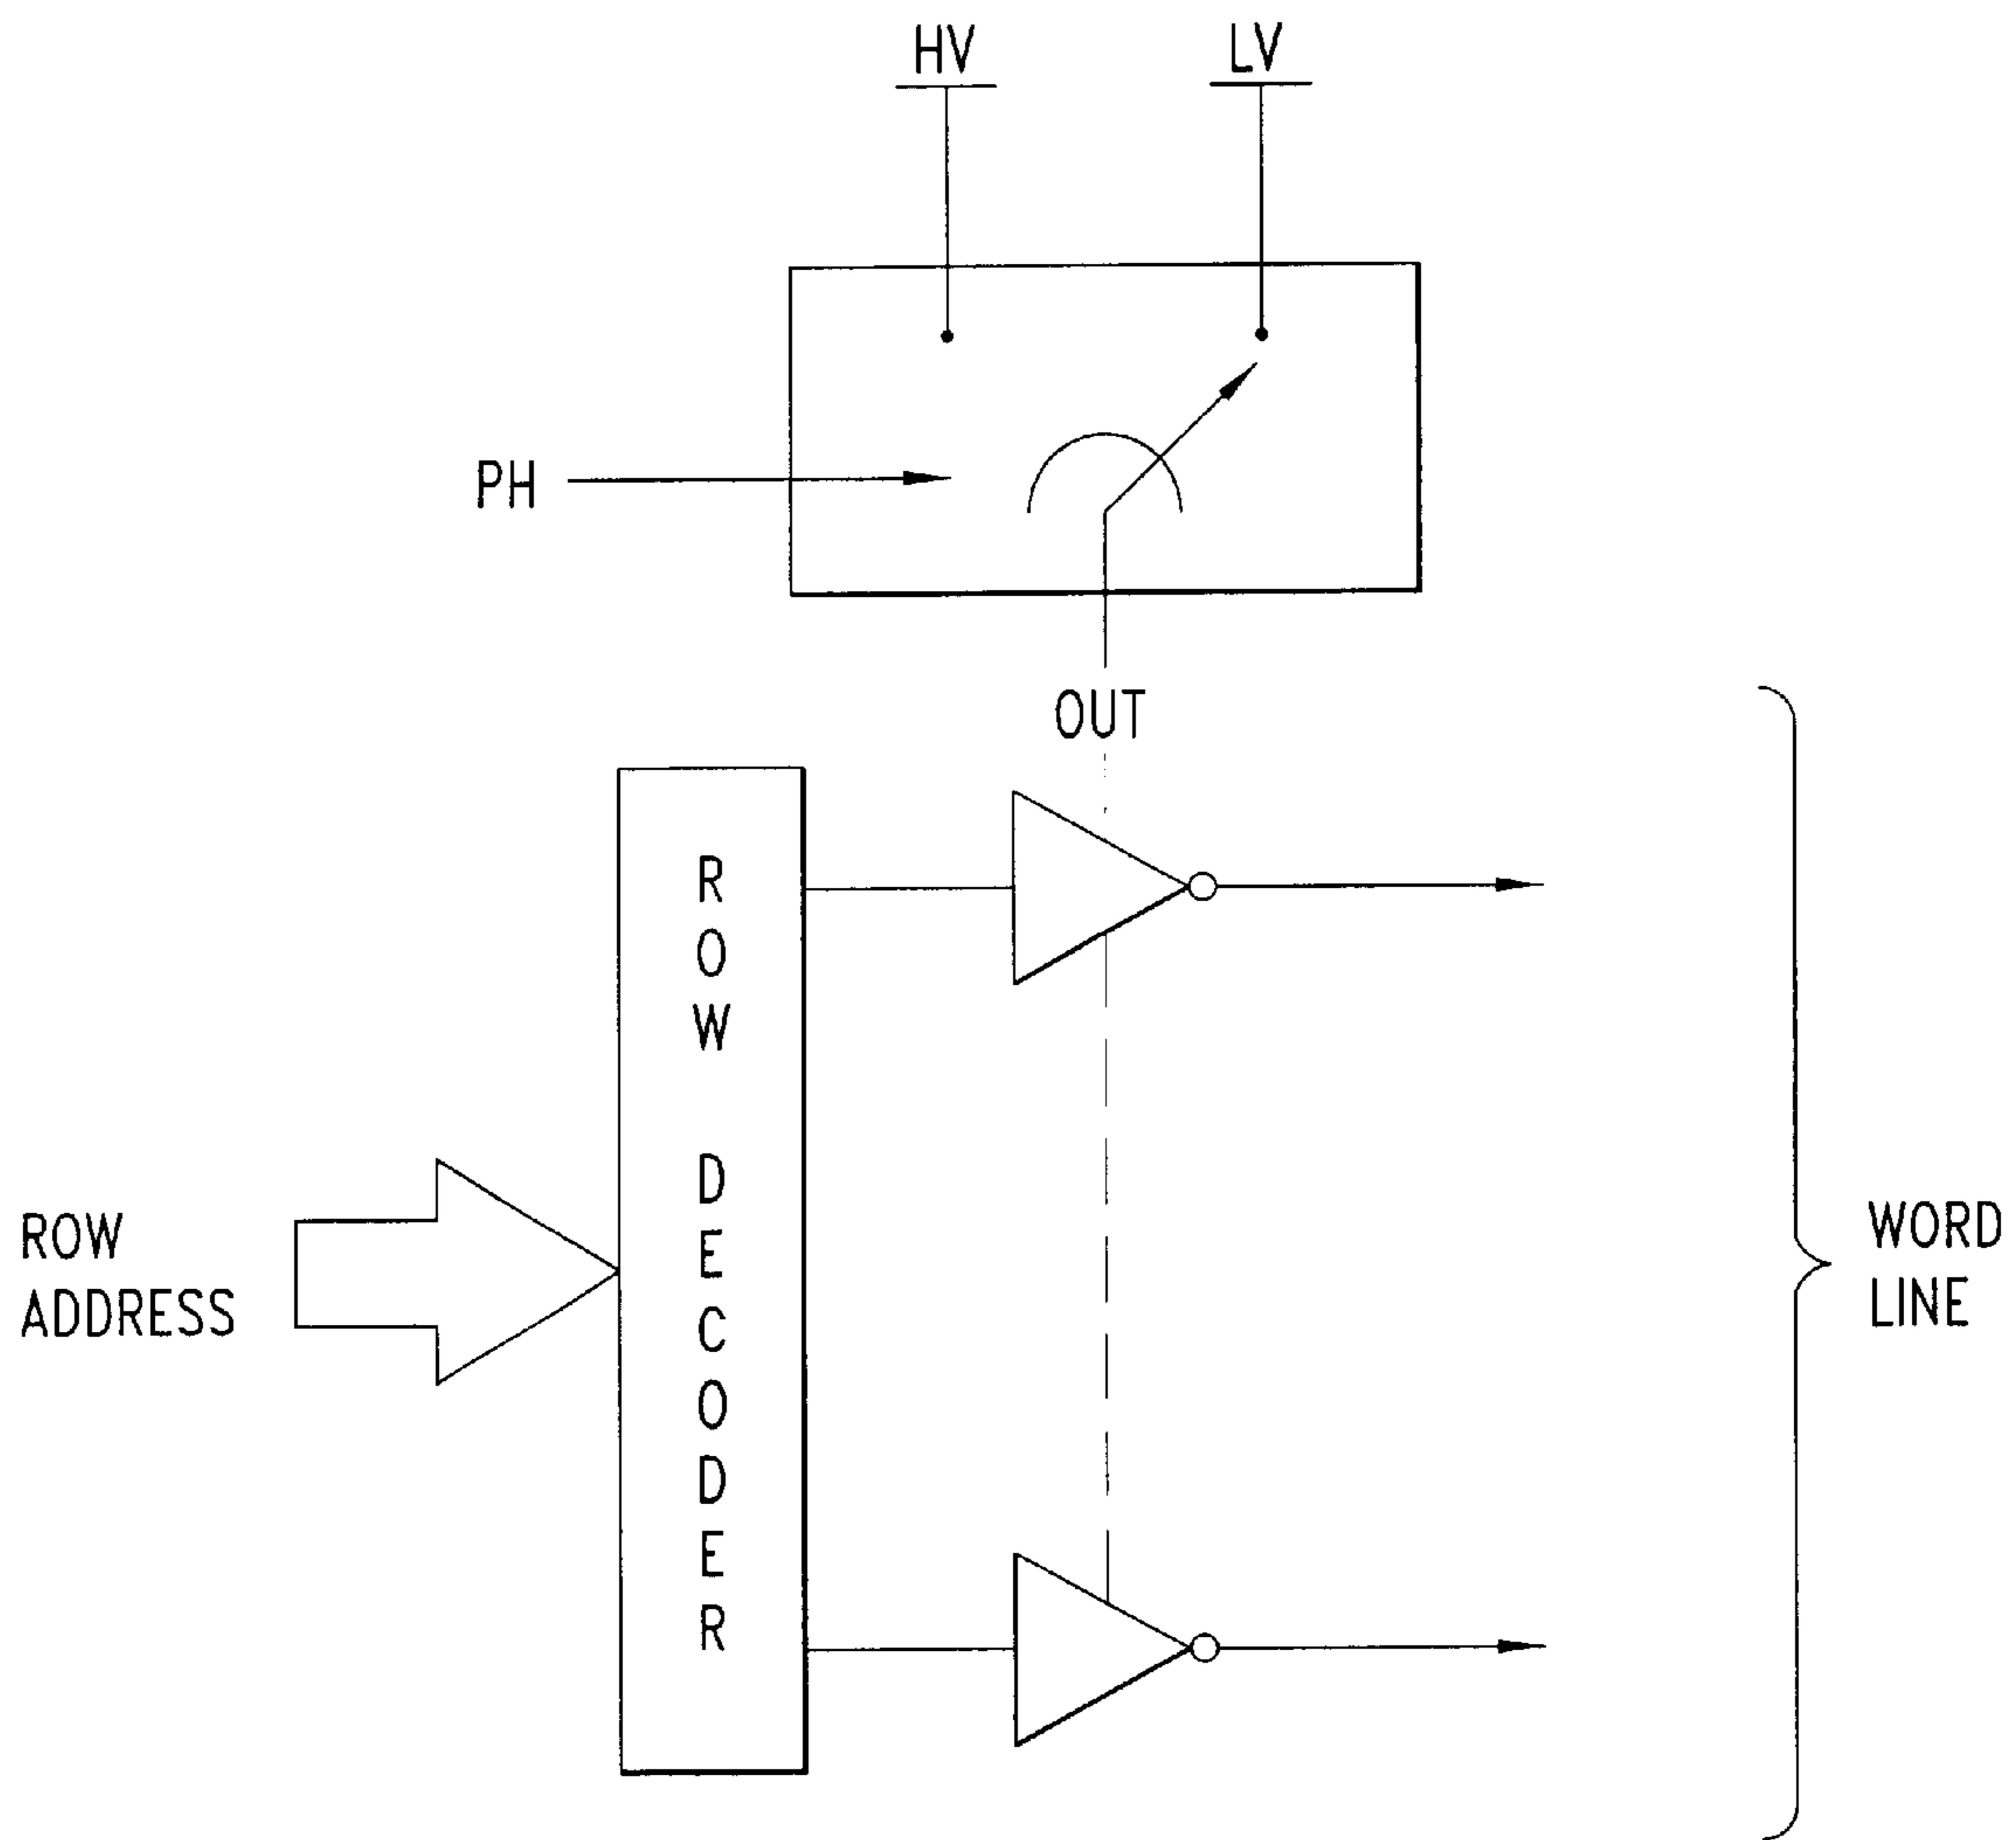 HV
LV
PH
OUT
ROW DECODER
ROW
ADDRESS
WORD
LINE